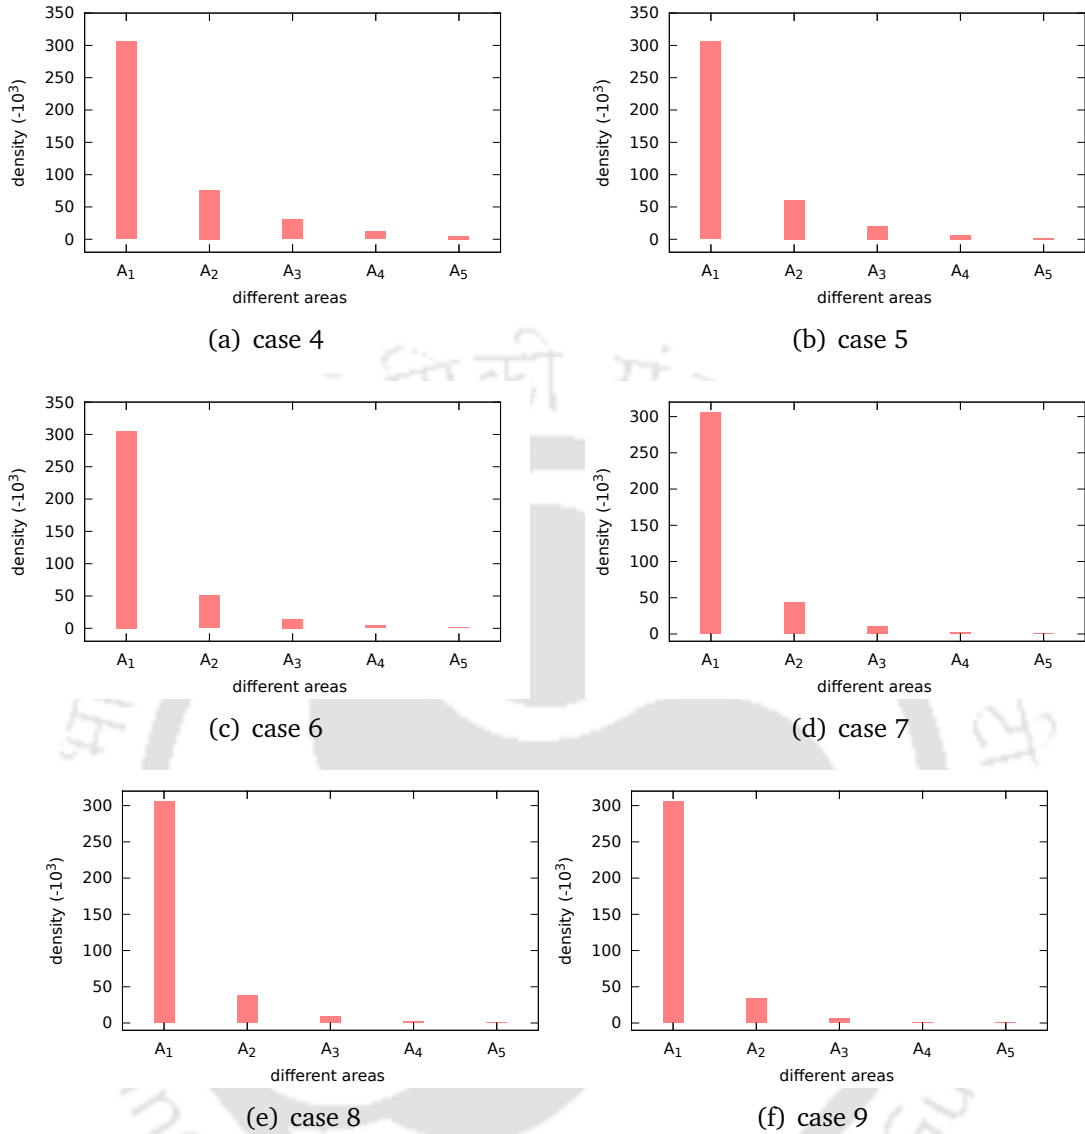 350
300
250
200
150
100
50
0
density (-10³)
A₁ A₂ A₃ A₄ A₅
different areas
(a) case 4
350
300
250
200
150
100
50
0
density (-10³)
A₁ A₂ A₃ A₄ A₅
different areas
(b) case 5
350
300
250
200
150
100
50
0
density (-10³)
A₁ A₂ A₃ A₄ A₅
different areas
(c) case 6
300
250
200
150
100
50
0
density (-10³)
A₁ A₂ A₃ A₄ A₅
different areas
(d) case 7
300
250
200
150
100
50
0
density (-10³)
A₁ A₂ A₃ A₄ A₅
different areas
(e) case 8
300
250
200
150
100
50
0
density (-10³)
A₁ A₂ A₃ A₄ A₅
different areas
(f) case 9